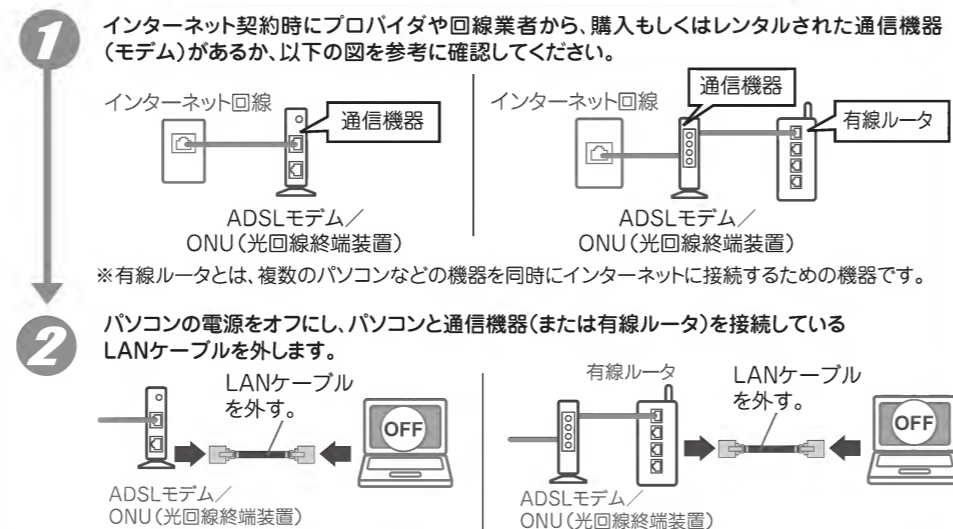 1
インターネット契約時にプロバイダや回線業者から、購入もしくはレンタルされた通信機器
(モデム)があるか、以下の図を参考に確認してください。
インターネット回線
通信機器
ADSLモデム/
ONU(光回線終端装置)
インターネット回線
通信機器
有線ルータ
ADSLモデム/
ONU(光回線終端装置)
※有線ルータとは、複数のパソコンなどの機器を同時にインターネットに接続するための機器です。
2
パソコンの電源をオフにし、パソコンと通信機器(または有線ルータ)を接続している
LANケーブルを外します。
LANケーブル
を外す。
OFF
ADSLモデム/
ONU(光回線終端装置)
有線ルータ
LANケーブル
を外す。
OFF
ADSLモデム/
ONU(光回線終端装置)